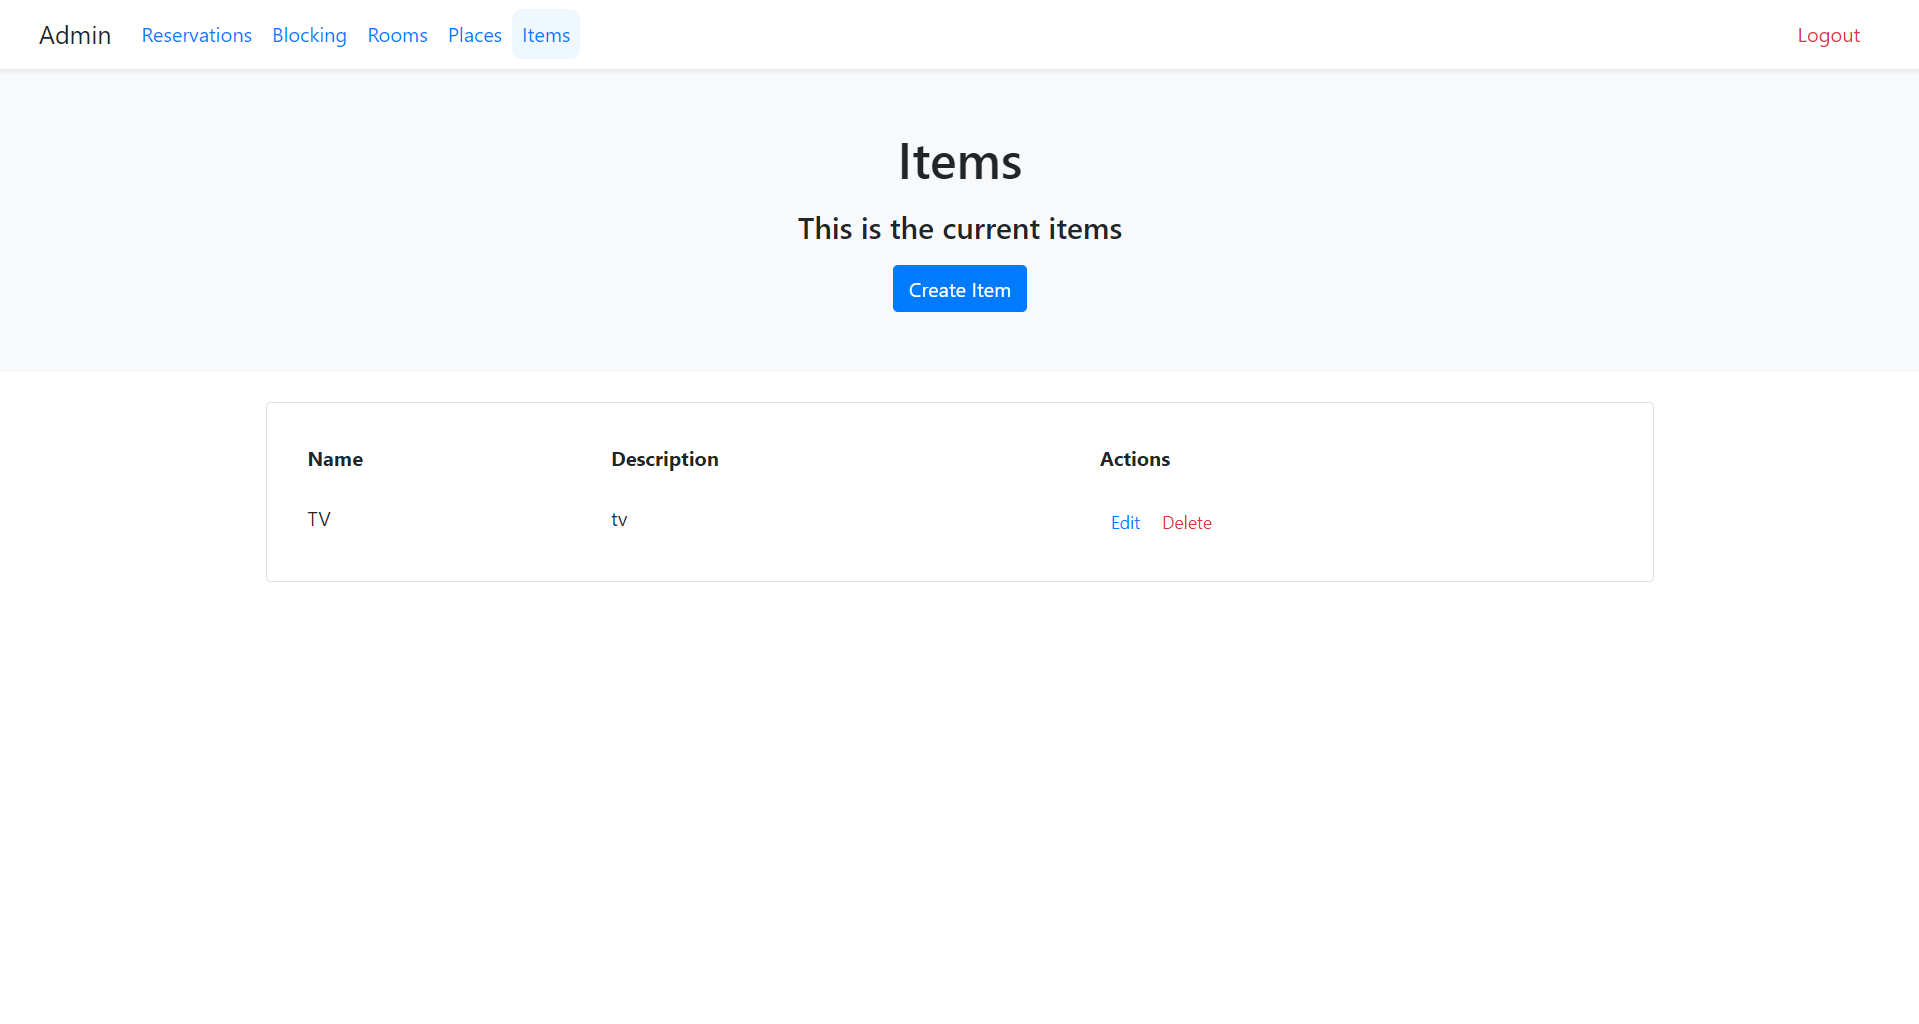 Admin Reservations Blocking Rooms Places Items Logout
Items
This is the current items
Create Item
Name Description Actions
TV tv Edit Delete